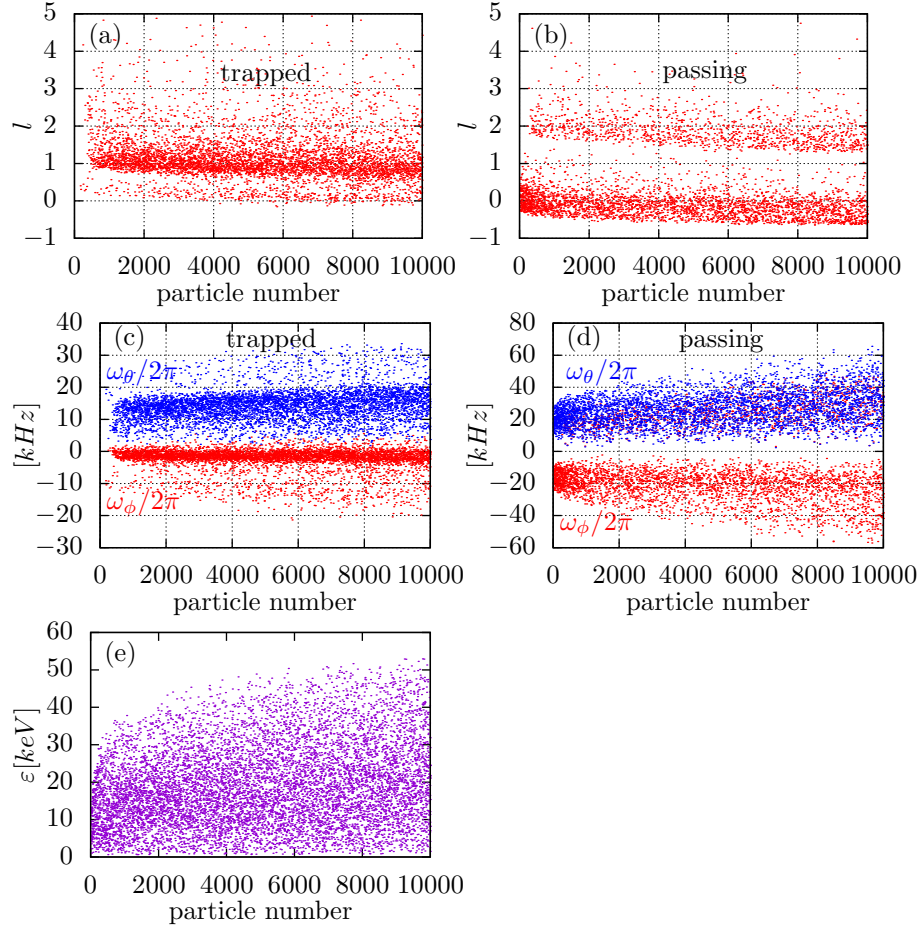 (a)
trapped
5
4
3
2
1
0
−1
l
0 2000 4000 6000 8000 10000
particle number
(b)
passing
5
4
3
2
1
0
−1
l
0 2000 4000 6000 8000 10000
particle number
(c)
trapped
ω_θ/2π
ω_ϕ/2π
40
30
20
10
0
−10
−20
−30
[kHz]
0 2000 4000 6000 8000 10000
particle number
(d)
passing
ω_θ/2π
ω_ϕ/2π
80
60
40
20
0
−20
−40
−60
[kHz]
0 2000 4000 6000 8000 10000
particle number
(e)
60
50
40
30
20
10
0
ε[keV]
0 2000 4000 6000 8000 10000
particle number